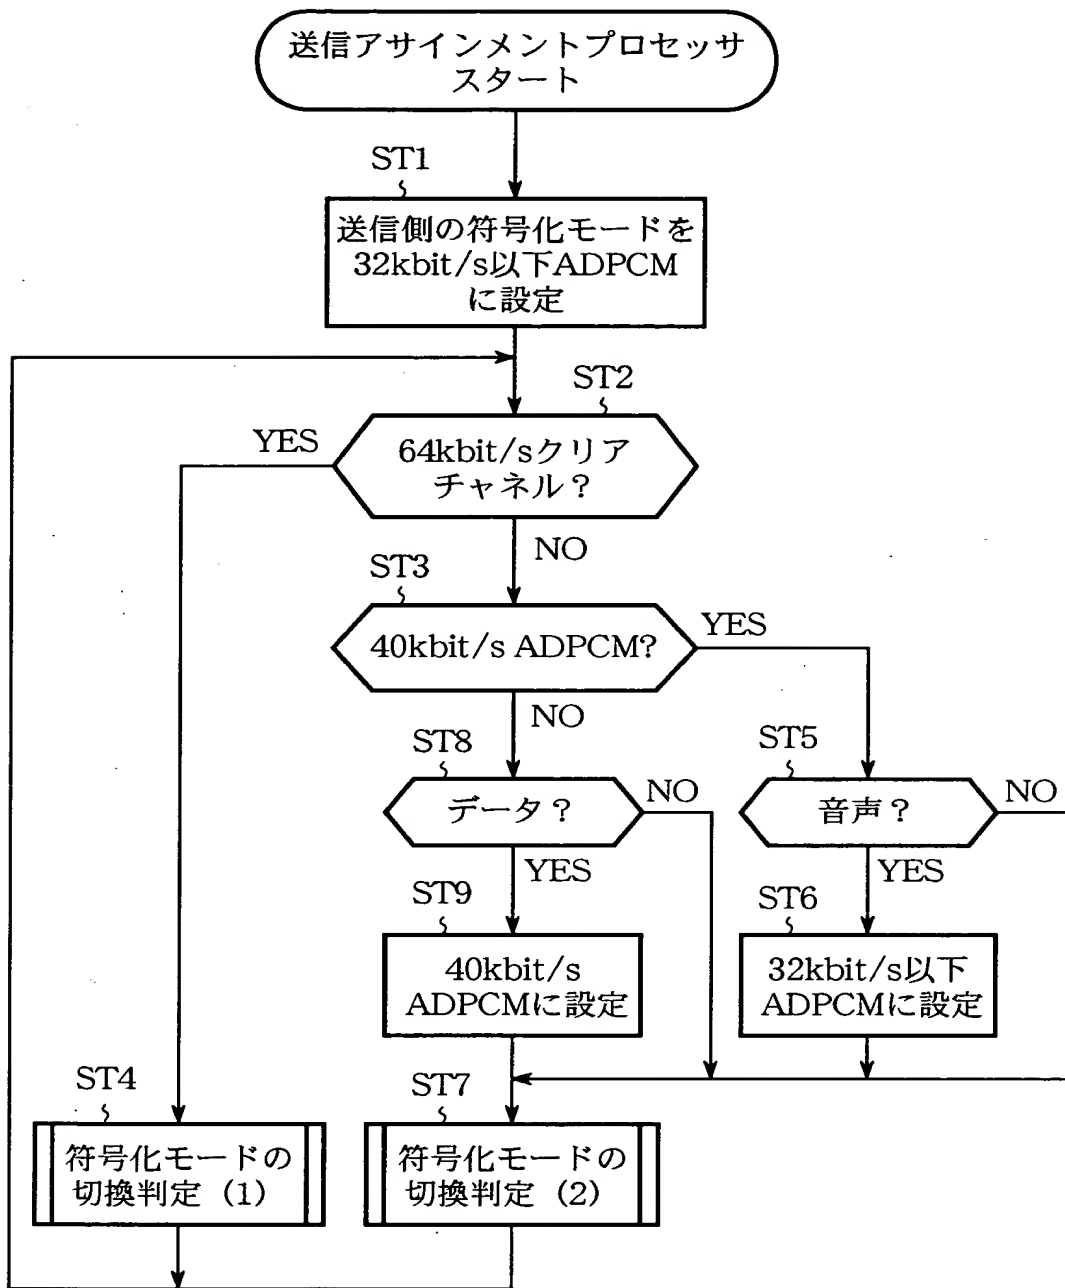 送信アサインメントプロセッサ
スタート
ST1
送信側の符号化モードを
32kbit/s以下ADPCM
に設定
ST2
YES
64kbit/sクリア
チャネル？
NO
ST3
40kbit/s ADPCM?
YES
NO
ST8
データ？
NO
ST5
音声？
NO
YES
YES
ST9
40kbit/s
ADPCMに設定
ST6
32kbit/s以下
ADPCMに設定
ST4
符号化モードの
切換判定（1）
ST7
符号化モードの
切換判定（2）